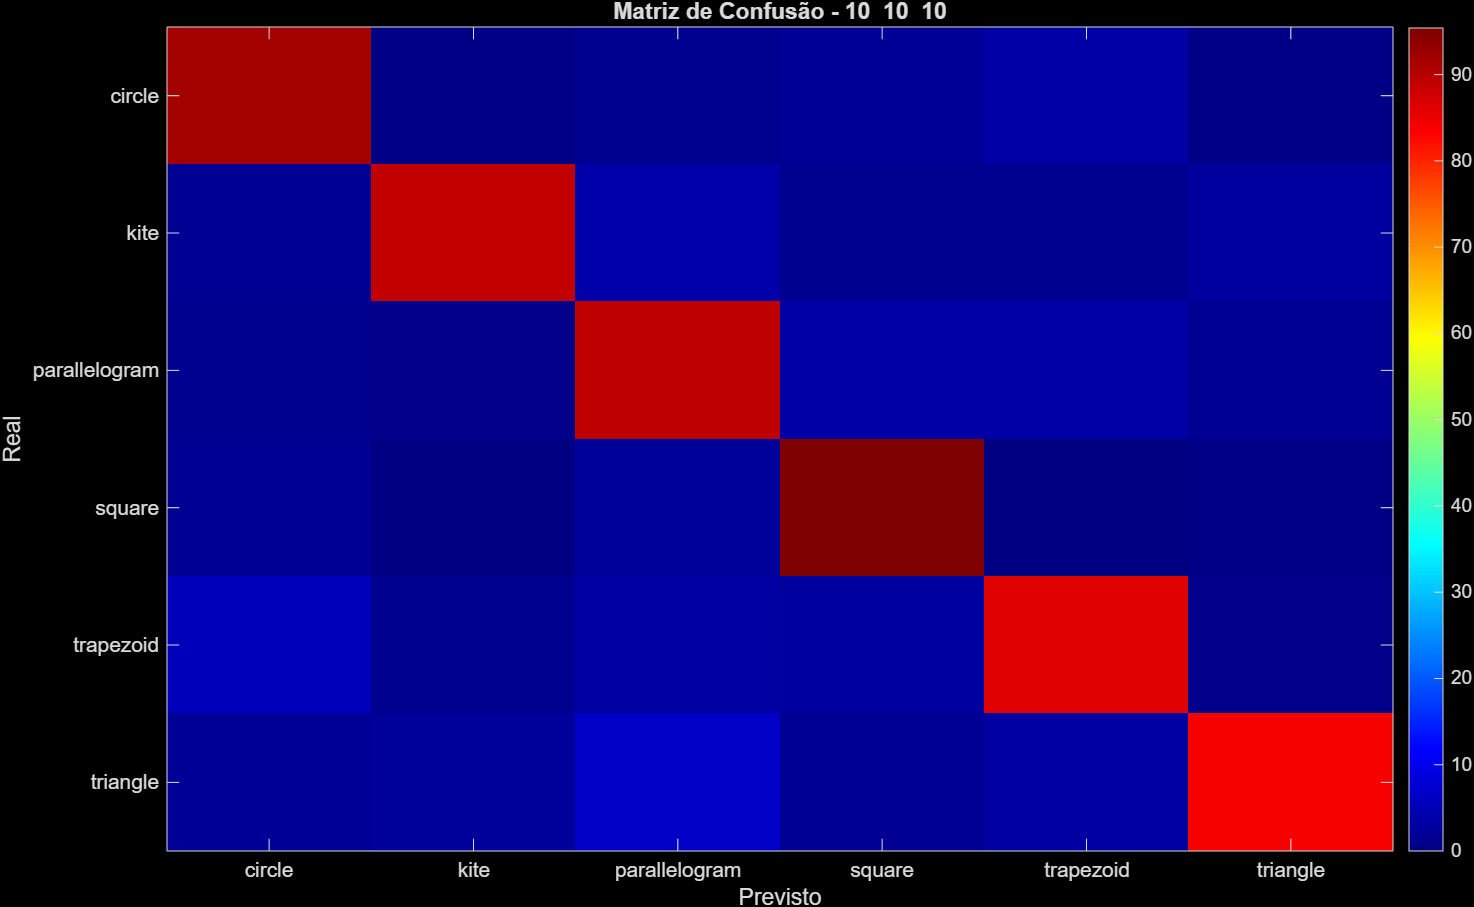 Matriz de Confusão - 10  10  10
circle
kite
parallelogram
square
trapezoid
triangle
Real
circle kite parallelogram square trapezoid triangle
Previsto
90
80
70
60
50
40
30
20
10
0